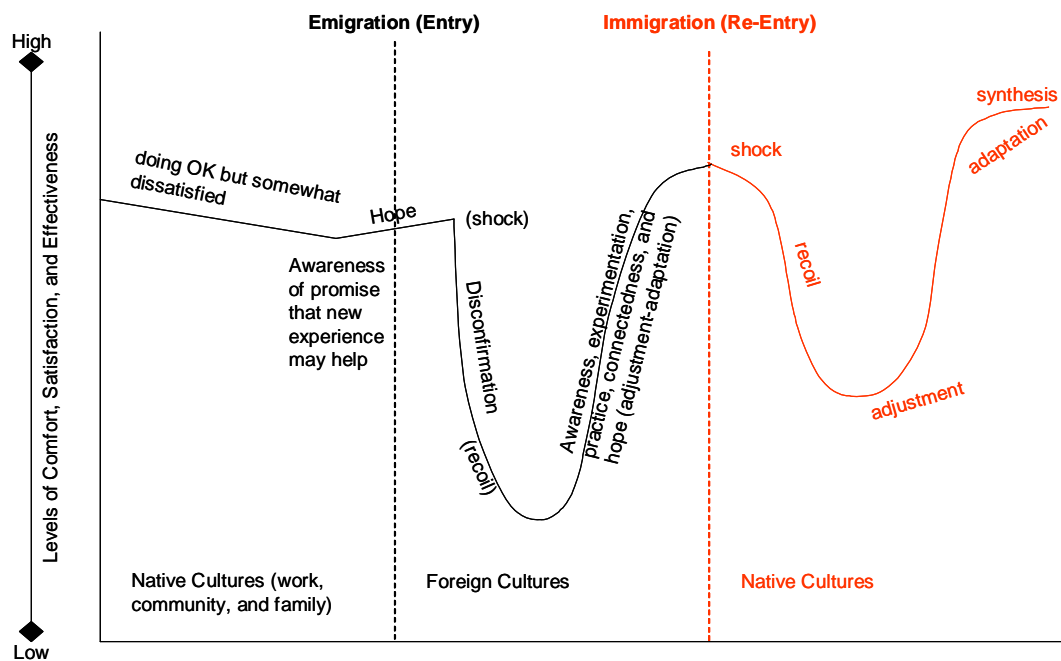 Emigration (Entry)
Immigration (Re-Entry)
High
Levels of Comfort, Satisfaction, and Effectiveness
Low
doing OK but somewhat
dissatisfied
Hope
(shock)
Awareness
of promise
that new
experience
may help
Disconfirmation
(recoil)
Awareness, experimentation,
practice, connectedness, and
hope (adjustment-adaptation)
shock
recoil
adjustment
synthesis
adaptation
Native Cultures (work,
community, and family)
Foreign Cultures
Native Cultures